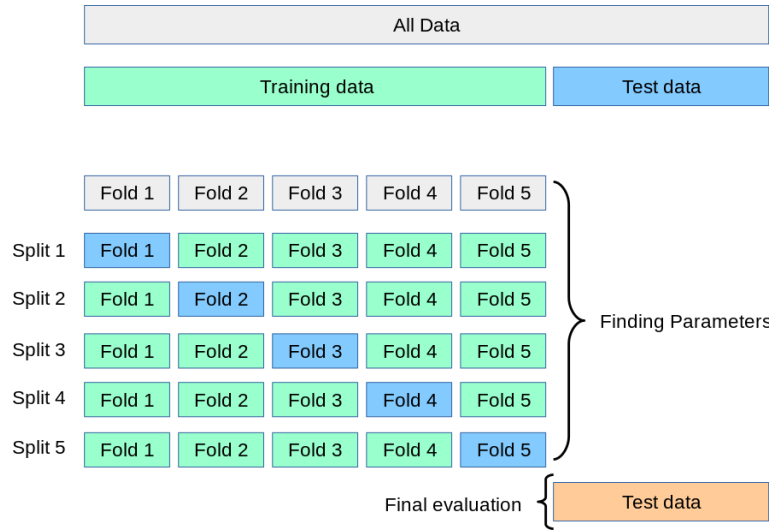 All Data
Training data Test data
Fold 1 Fold 2 Fold 3 Fold 4 Fold 5
Split 1 Fold 1 Fold 2 Fold 3 Fold 4 Fold 5
Split 2 Fold 1 Fold 2 Fold 3 Fold 4 Fold 5
Finding Parameters
Split 3 Fold 1 Fold 2 Fold 3 Fold 4 Fold 5
Split 4 Fold 1 Fold 2 Fold 3 Fold 4 Fold 5
Split 5 Fold 1 Fold 2 Fold 3 Fold 4 Fold 5
Final evaluation Test data